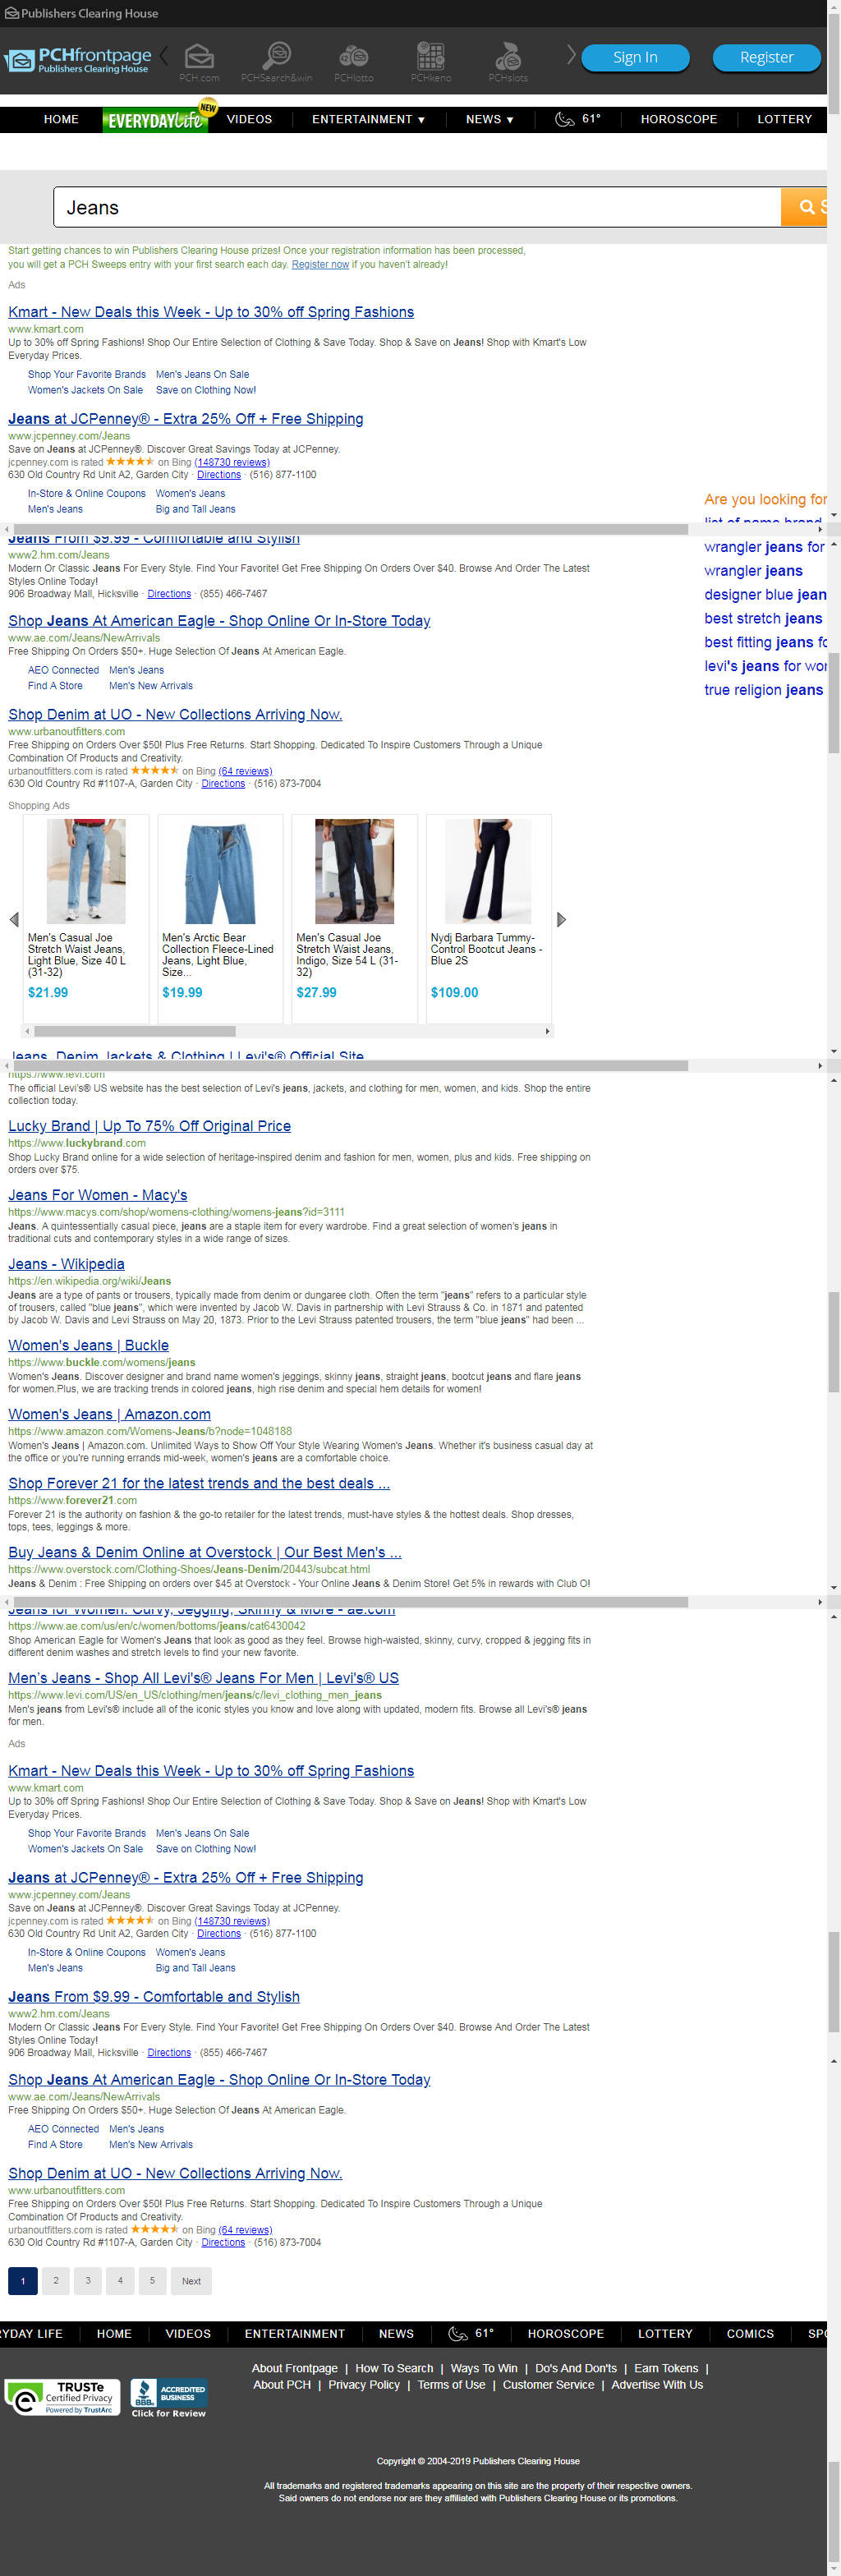 Publishers Clearing House
PCHfrontpage
Publishers Clearing House
PCH.com
PCHSearch&win
PCHlotto
PCHkeno
PCHslots
Sign In
Register
HOME
EVERYDAY Life
NEW
VIDEOS
ENTERTAINMENT ▼
NEWS ▼
61°
HOROSCOPE
LOTTERY
Jeans
S
Start getting chances to win Publishers Clearing House prizes! Once your registration information has been processed,
you will get a PCH Sweeps entry with your first search each day. Register now if you haven't already!
Ads
Kmart - New Deals this Week - Up to 30% off Spring Fashions
www.kmart.com
Up to 30% off Spring Fashions! Shop Our Entire Selection of Clothing & Save Today. Shop & Save on Jeans! Shop with Kmart's Low
Everyday Prices.
Shop Your Favorite Brands Men's Jeans On Sale
Women's Jackets On Sale Save on Clothing Now!
Jeans at JCPenney® - Extra 25% Off + Free Shipping
www.jcpenney.com/Jeans
Save on Jeans at JCPenney®. Discover Great Savings Today at JCPenney.
jcpenney.com is rated ★★★★★ on Bing (148730 reviews)
630 Old Country Rd Unit A2, Garden City · Directions · (516) 877-1100
In-Store & Online Coupons Women's Jeans
Men's Jeans Big and Tall Jeans
Are you looking for
list of name brand
Jeans From $9.99 - Comfortable and Stylish
www2.hm.com/Jeans
Modern Or Classic Jeans For Every Style. Find Your Favorite! Get Free Shipping On Orders Over $40. Browse And Order The Latest
Styles Online Today!
906 Broadway Mall, Hicksville · Directions · (855) 466-7467
wrangler jeans for
wrangler jeans
designer blue jean
best stretch jeans
best fitting jeans fo
levi's jeans for wor
true religion jeans
Shop Jeans At American Eagle - Shop Online Or In-Store Today
www.ae.com/Jeans/NewArrivals
Free Shipping On Orders $50+. Huge Selection Of Jeans At American Eagle.
AEO Connected Men's Jeans
Find A Store Men's New Arrivals
Shop Denim at UO - New Collections Arriving Now.
www.urbanoutfitters.com
Free Shipping on Orders Over $50! Plus Free Returns. Start Shopping. Dedicated To Inspire Customers Through a Unique
Combination Of Products and Creativity.
urbanoutfitters.com is rated ★★★★★ on Bing (64 reviews)
630 Old Country Rd #1107-A, Garden City · Directions · (516) 873-7004
Shopping Ads
Men's Casual Joe
Stretch Waist Jeans,
Light Blue, Size 40 L
(31-32)
$21.99
Men's Arctic Bear
Collection Fleece-Lined
Jeans, Light Blue,
Size...
$19.99
Men's Casual Joe
Stretch Waist Jeans,
Indigo, Size 54 L (31-
32)
$27.99
Nydj Barbara Tummy-
Control Bootcut Jeans -
Blue 2S
$109.00
Jeans, Denim Jackets & Clothing | Levi's® Official Site
https://www.levi.com
The official Levi's® US website has the best selection of Levi's jeans, jackets, and clothing for men, women, and kids. Shop the entire
collection today.
Lucky Brand | Up To 75% Off Original Price
https://www.luckybrand.com
Shop Lucky Brand online for a wide selection of heritage-inspired denim and fashion for men, women, plus and kids. Free shipping on
orders over $75.
Jeans For Women - Macy's
https://www.macys.com/shop/womens-clothing/womens-jeans?id=3111
Jeans. A quintessentially casual piece, jeans are a staple item for every wardrobe. Find a great selection of women's jeans in
traditional cuts and contemporary styles in a wide range of sizes.
Jeans - Wikipedia
https://en.wikipedia.org/wiki/Jeans
Jeans are a type of pants or trousers, typically made from denim or dungaree cloth. Often the term "jeans" refers to a particular style
of trousers, called "blue jeans", which were invented by Jacob W. Davis in partnership with Levi Strauss & Co. in 1871 and patented
by Jacob W. Davis and Levi Strauss on May 20, 1873. Prior to the Levi Strauss patented trousers, the term "blue jeans" had been ...
Women's Jeans | Buckle
https://www.buckle.com/womens/jeans
Women's Jeans. Discover designer and brand name women's jeggings, skinny jeans, straight jeans, bootcut jeans and flare jeans
for women.Plus, we are tracking trends in colored jeans, high rise denim and special hem details for women!
Women's Jeans | Amazon.com
https://www.amazon.com/Womens-Jeans/b?node=1048188
Women's Jeans | Amazon.com. Unlimited Ways to Show Off Your Style Wearing Women's Jeans. Whether it's business casual day at
the office or you're running errands mid-week, women's jeans are a comfortable choice.
Shop Forever 21 for the latest trends and the best deals ...
https://www.forever21.com
Forever 21 is the authority on fashion & the go-to retailer for the latest trends, must-have styles & the hottest deals. Shop dresses,
tops, tees, leggings & more.
Buy Jeans & Denim Online at Overstock | Our Best Men's ...
https://www.overstock.com/Clothing-Shoes/Jeans-Denim/20443/subcat.html
Jeans & Denim : Free Shipping on orders over $45 at Overstock - Your Online Jeans & Denim Store! Get 5% in rewards with Club O!
Jeans for Women: Curvy, Jegging, Skinny & More - ae.com
https://www.ae.com/us/en/c/women/bottoms/jeans/cat6430042
Shop American Eagle for Women's Jeans that look as good as they feel. Browse high-waisted, skinny, curvy, cropped & jegging fits in
different denim washes and stretch levels to find your new favorite.
Men's Jeans - Shop All Levi's® Jeans For Men | Levi's® US
https://www.levi.com/US/en_US/clothing/men/jeans/c/levi_clothing_men_jeans
Men's jeans from Levi's® include all of the iconic styles you know and love along with updated, modern fits. Browse all Levi's® jeans
for men.
Ads
Kmart - New Deals this Week - Up to 30% off Spring Fashions
www.kmart.com
Up to 30% off Spring Fashions! Shop Our Entire Selection of Clothing & Save Today. Shop & Save on Jeans! Shop with Kmart's Low
Everyday Prices.
Shop Your Favorite Brands Men's Jeans On Sale
Women's Jackets On Sale Save on Clothing Now!
Jeans at JCPenney® - Extra 25% Off + Free Shipping
www.jcpenney.com/Jeans
Save on Jeans at JCPenney®. Discover Great Savings Today at JCPenney.
jcpenney.com is rated ★★★★★ on Bing (148730 reviews)
630 Old Country Rd Unit A2, Garden City · Directions · (516) 877-1100
In-Store & Online Coupons Women's Jeans
Men's Jeans Big and Tall Jeans
Jeans From $9.99 - Comfortable and Stylish
www2.hm.com/Jeans
Modern Or Classic Jeans For Every Style. Find Your Favorite! Get Free Shipping On Orders Over $40. Browse And Order The Latest
Styles Online Today!
906 Broadway Mall, Hicksville · Directions · (855) 466-7467
Shop Jeans At American Eagle - Shop Online Or In-Store Today
www.ae.com/Jeans/NewArrivals
Free Shipping On Orders $50+. Huge Selection Of Jeans At American Eagle.
AEO Connected Men's Jeans
Find A Store Men's New Arrivals
Shop Denim at UO - New Collections Arriving Now.
www.urbanoutfitters.com
Free Shipping on Orders Over $50! Plus Free Returns. Start Shopping. Dedicated To Inspire Customers Through a Unique
Combination Of Products and Creativity.
urbanoutfitters.com is rated ★★★★★ on Bing (64 reviews)
630 Old Country Rd #1107-A, Garden City · Directions · (516) 873-7004
1 2 3 4 5 Next
RYDAY LIFE HOME VIDEOS ENTERTAINMENT NEWS 61° HOROSCOPE LOTTERY COMICS SPO
About Frontpage | How To Search | Ways To Win | Do's And Don'ts | Earn Tokens |
About PCH | Privacy Policy | Terms of Use | Customer Service | Advertise With Us
TRUSTe
Certified Privacy
Powered by TrustArc
BBB
ACCREDITED
BUSINESS
Click for Review
Copyright © 2004-2019 Publishers Clearing House
All trademarks and registered trademarks appearing on this site are the property of their respective owners.
Said owners do not endorse nor are they affiliated with Publishers Clearing House or its promotions.